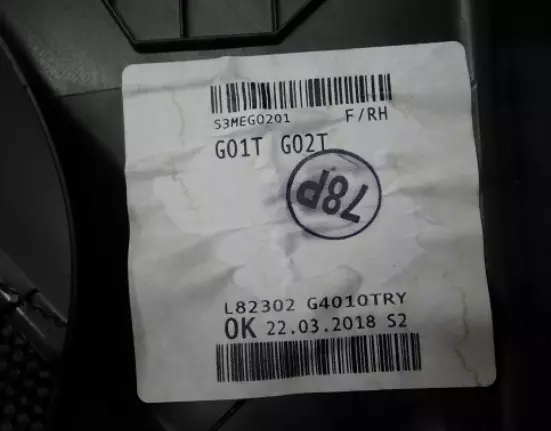 S3MEG0201 F/RH
G01T G02T
78P
L82302 G4010TRY
OK 22.03.2018 S2